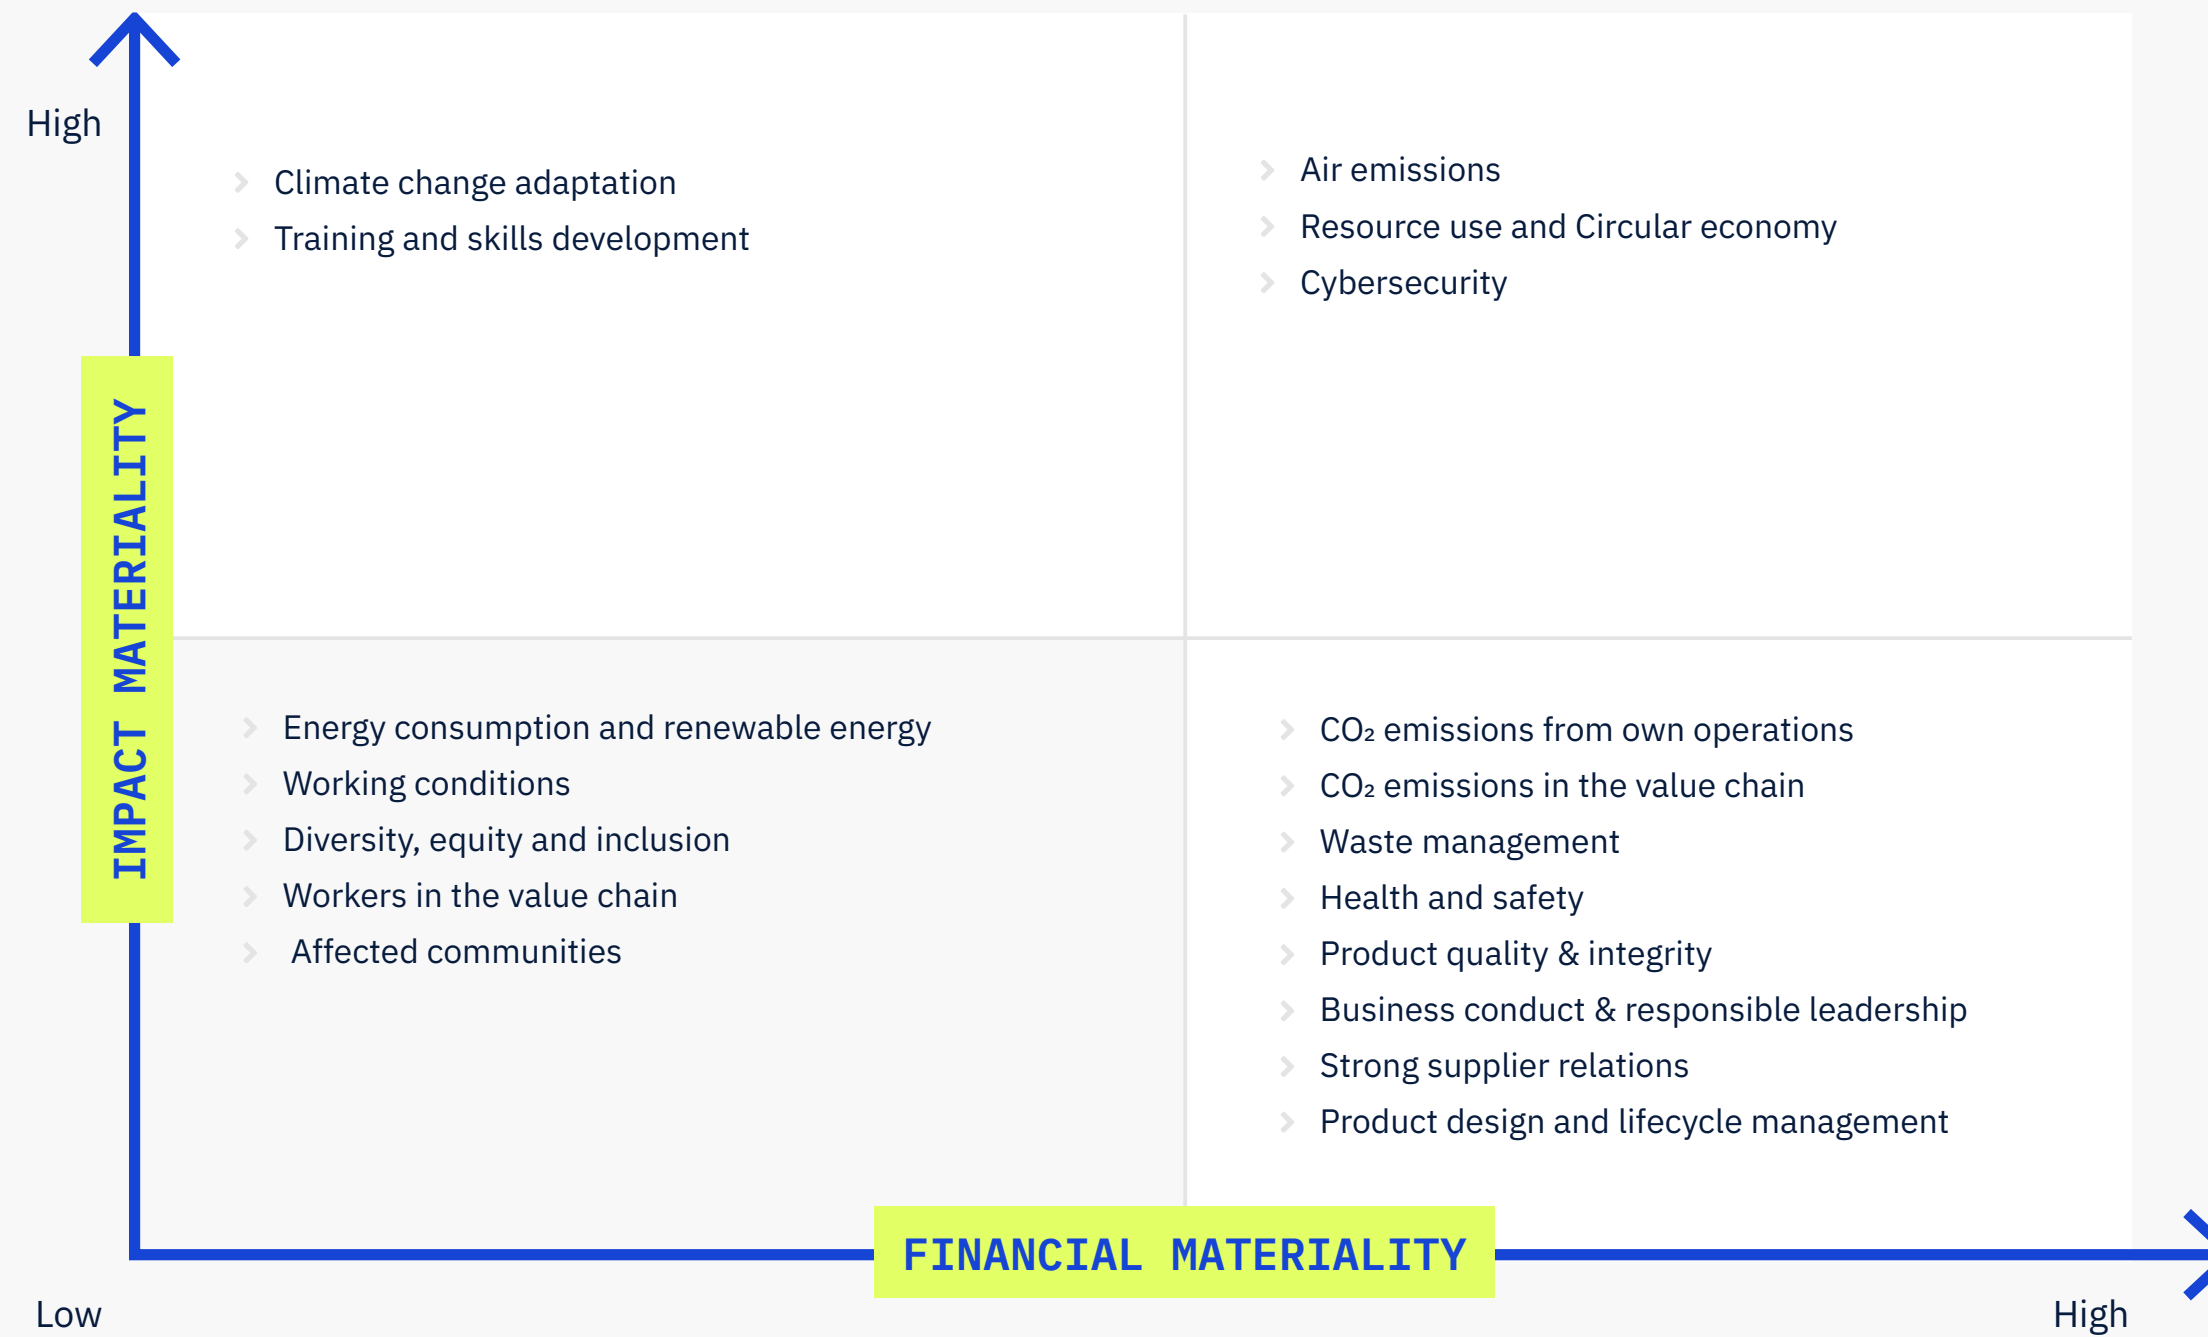 High
Climate change adaptation
Training and skills development
Air emissions
Resource use and Circular economy
Cybersecurity
IMPACT MATERIALITY
Energy consumption and renewable energy
Working conditions
Diversity, equity and inclusion
Workers in the value chain
Affected communities
CO₂ emissions from own operations
CO₂ emissions in the value chain
Waste management
Health and safety
Product quality & integrity
Business conduct & responsible leadership
Strong supplier relations
Product design and lifecycle management
FINANCIAL MATERIALITY
Low
High